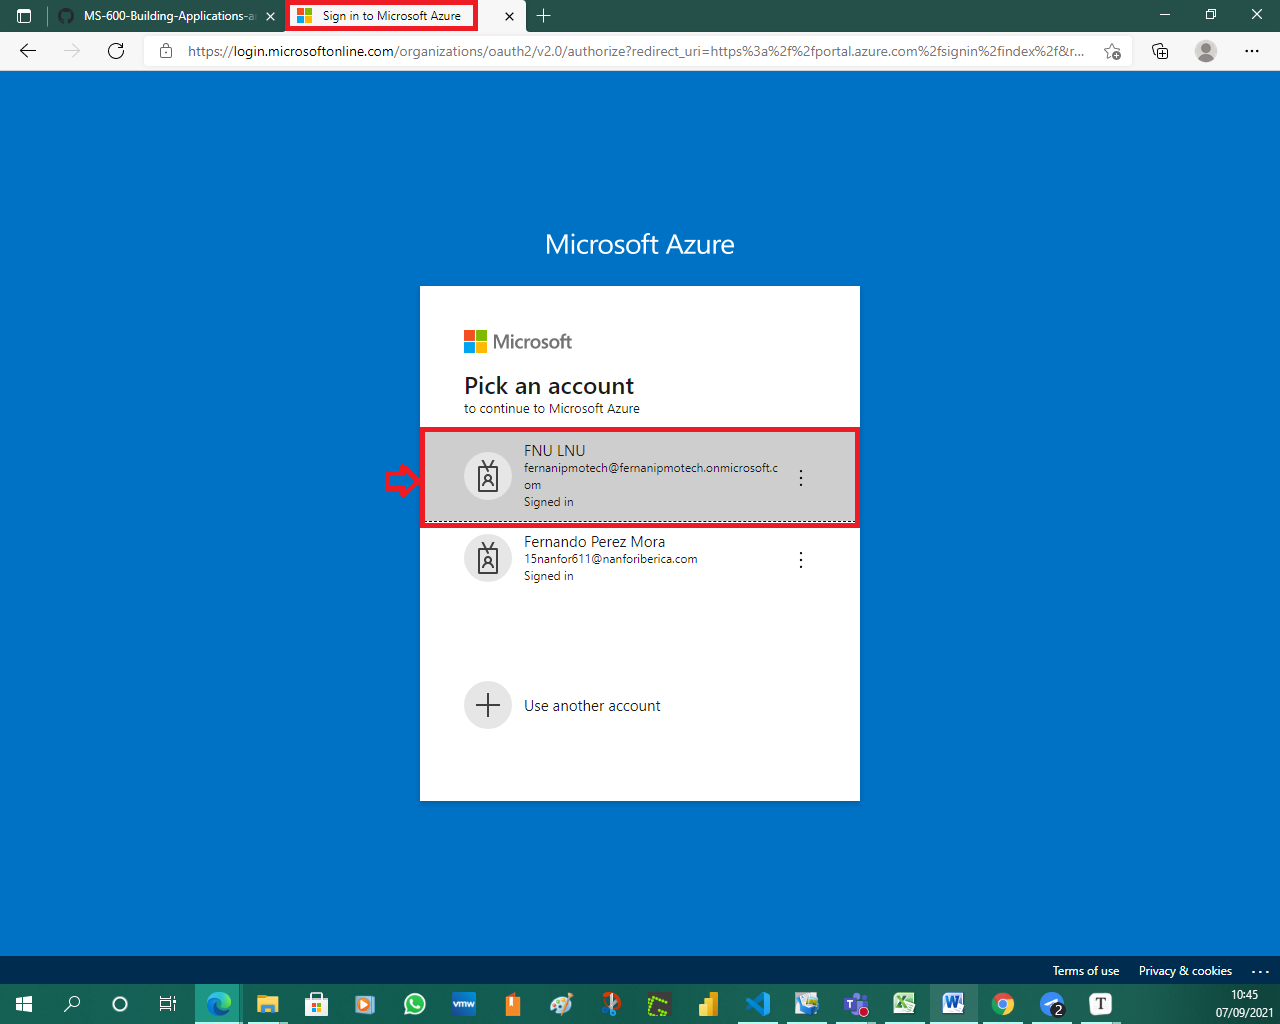 MS-600-Building-Applications-a
Sign in to Microsoft Azure
https://login.microsoftonline.com/organizations/oauth2/v2.0/authorize?redirect_uri=https%3a%2f%2fportal.azure.com%2fsignin%2findex%2f&r...
Microsoft Azure
Microsoft
Pick an account
to continue to Microsoft Azure
FNU LNU
fernanipmotech@fernanipmotech.onmicrosoft.c
om
Signed in
Fernando Perez Mora
15nanfor611@nanforiberica.com
Signed in
Use another account
Terms of use Privacy & cookies ...
vmw
2
T
10:45
07/09/2021